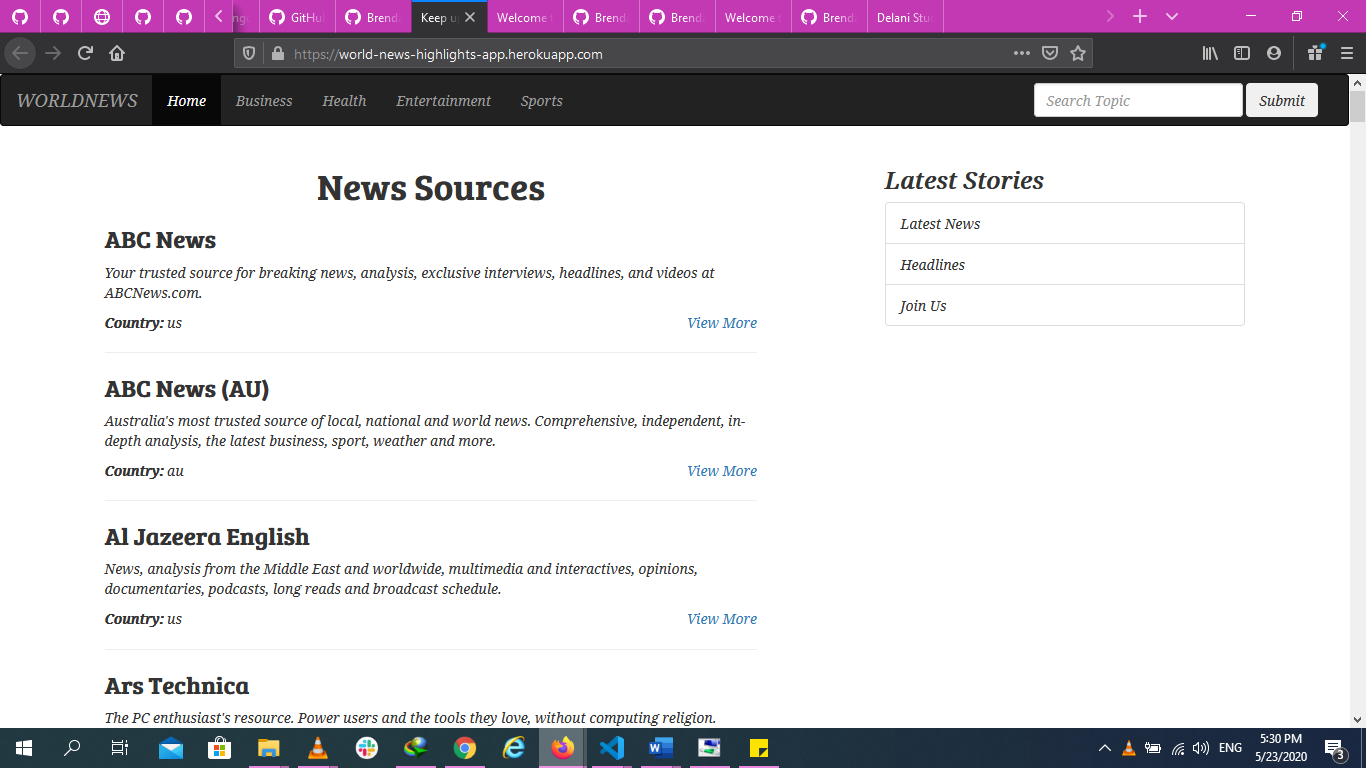 GitHu
Brend
Keep u
Welcome t
Brend
Brend
Welcome t
Brend
Delani Stu
https://world-news-highlights-app.herokuapp.com
WORLDNEWS Home Business Health Entertainment Sports Search Topic Submit
News Sources
ABC News
Your trusted source for breaking news, analysis, exclusive interviews, headlines, and videos at
ABCNews.com.
Country: us View More
ABC News (AU)
Australia's most trusted source of local, national and world news. Comprehensive, independent, in-
depth analysis, the latest business, sport, weather and more.
Country: au View More
Al Jazeera English
News, analysis from the Middle East and worldwide, multimedia and interactives, opinions,
documentaries, podcasts, long reads and broadcast schedule.
Country: us View More
Ars Technica
The PC enthusiast's resource. Power users and the tools they love, without computing religion.
Latest Stories
Latest News
Headlines
Join Us
ENG
5:30 PM
5/23/2020
3